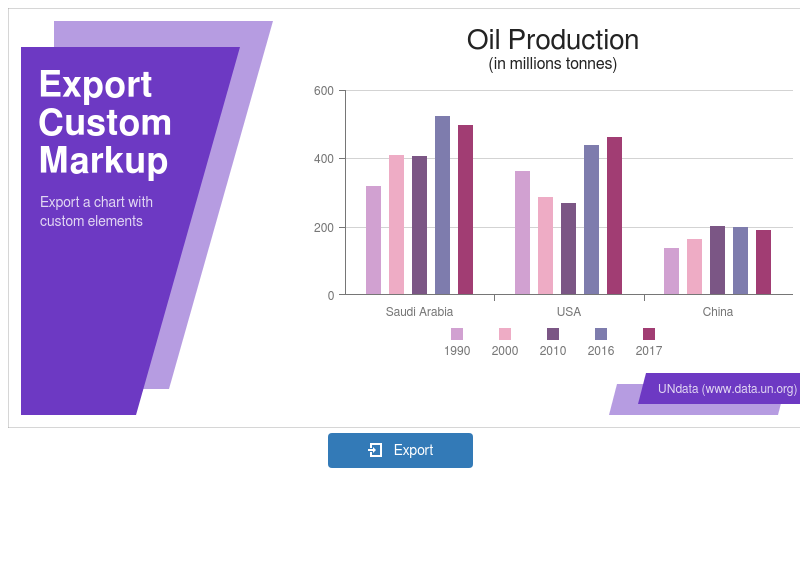 Export
Custom
Markup
Export a chart with
custom elements
Oil Production
(in millions tonnes)
600
400
200
0
Saudi Arabia USA China
1990 2000 2010 2016 2017
UNdata (www.data.un.org)
Export